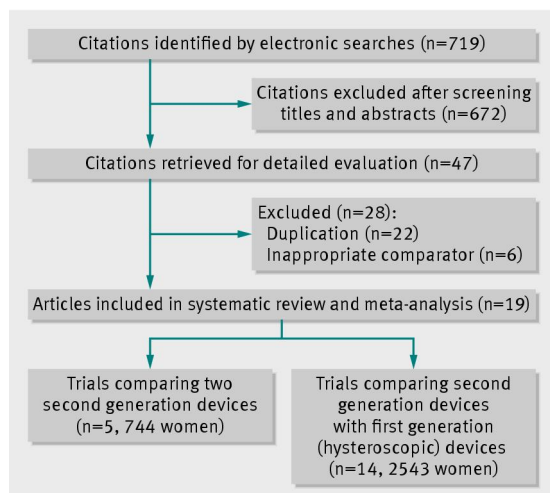 Citations identified by electronic searches (n=719)
Citations excluded after screening
titles and abstracts (n=672)
Citations retrieved for detailed evaluation (n=47)
Excluded (n=28):
Duplication (n=22)
Inappropriate comparator (n=6)
Articles included in systematic review and meta-analysis (n=19)
Trials comparing two
second generation devices
(n=5, 744 women)
Trials comparing second
generation devices
with first generation
(hysteroscopic) devices
(n=14, 2543 women)